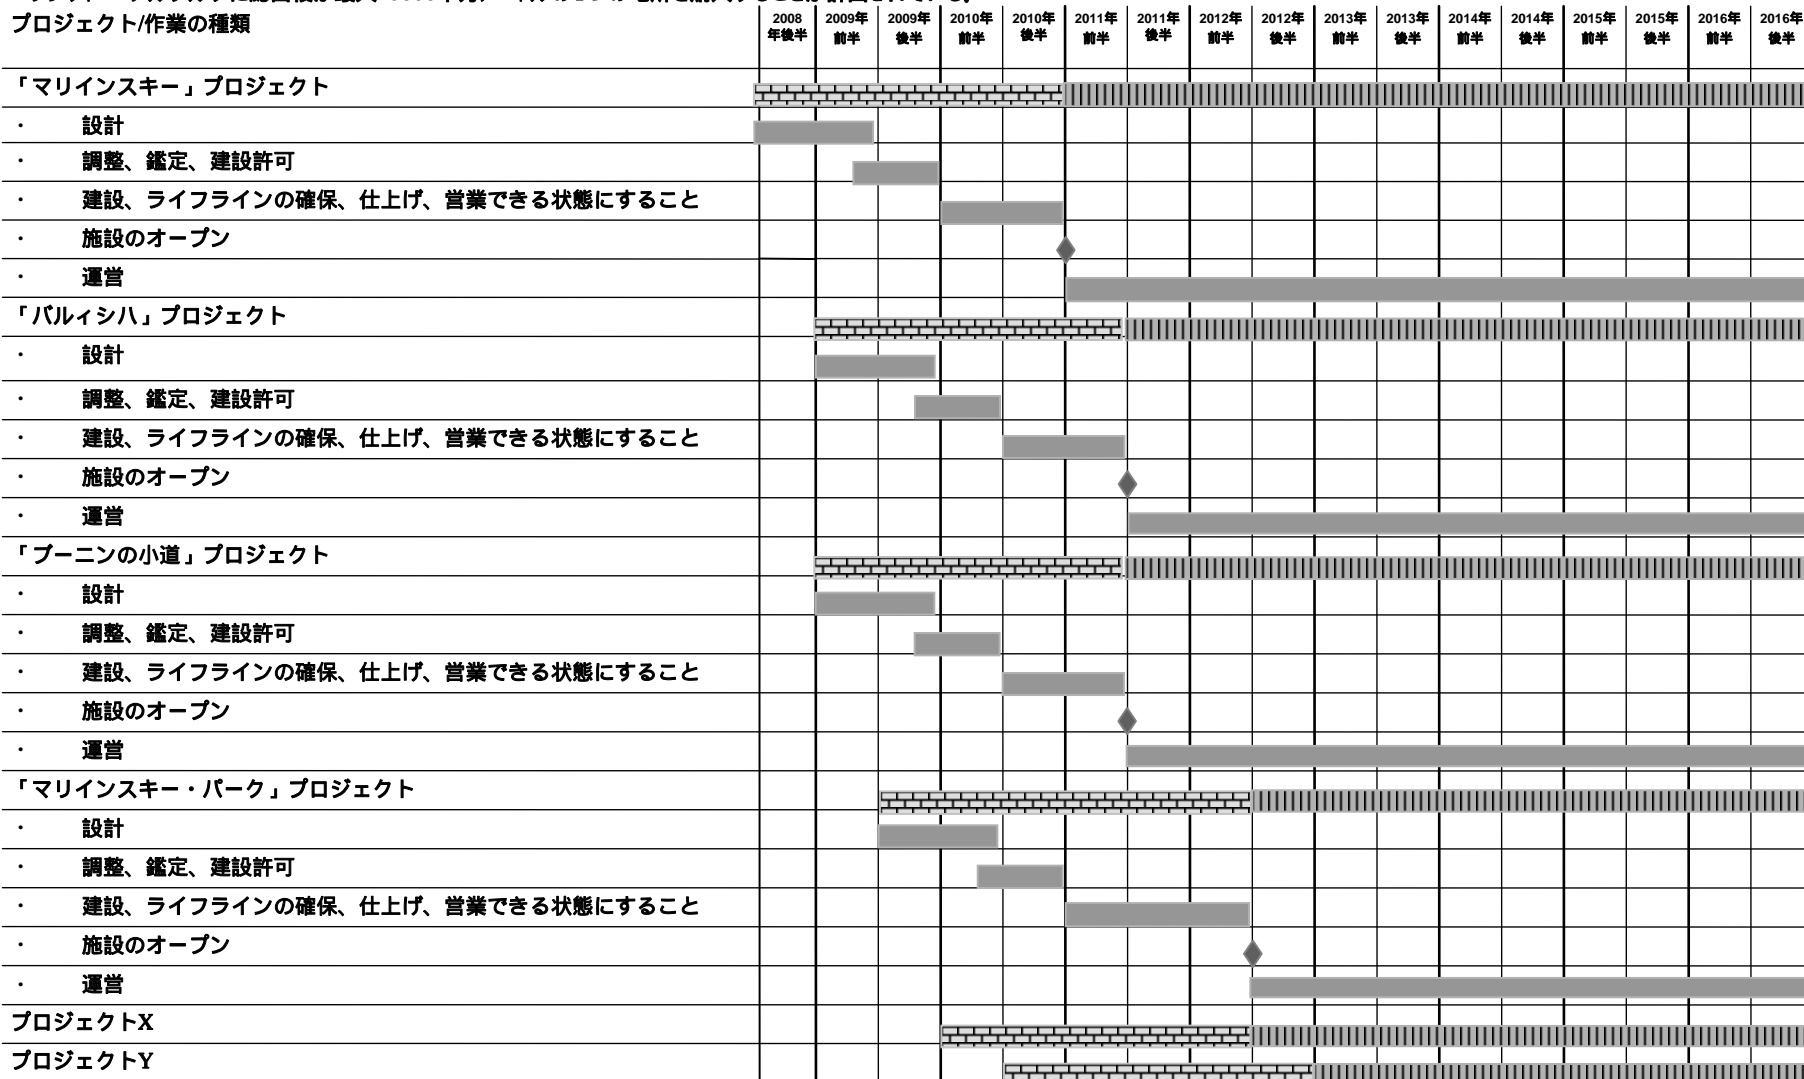 プロジェクト/作業の種類
2008年後半
2009年前半
2009年後半
2010年前半
2010年後半
2011年前半
2011年後半
2012年前半
2012年後半
2013年前半
2013年後半
2014年前半
2014年後半
2015年前半
2015年後半
2016年前半
2016年後半
「マリインスキー」プロジェクト
· 設計
· 調整、鑑定、建設許可
· 建設、ライフラインの確保、仕上げ、営業できる状態にすること
· 施設のオープン
· 運営
「バルィシハ」プロジェクト
· 設計
· 調整、鑑定、建設許可
· 建設、ライフラインの確保、仕上げ、営業できる状態にすること
· 施設のオープン
· 運営
「ブーニンの小道」プロジェクト
· 設計
· 調整、鑑定、建設許可
· 建設、ライフラインの確保、仕上げ、営業できる状態にすること
· 施設のオープン
· 運営
「マリインスキー・パーク」プロジェクト
· 設計
· 調整、鑑定、建設許可
· 建設、ライフラインの確保、仕上げ、営業できる状態にすること
· 施設のオープン
· 運営
プロジェクトX
プロジェクトY